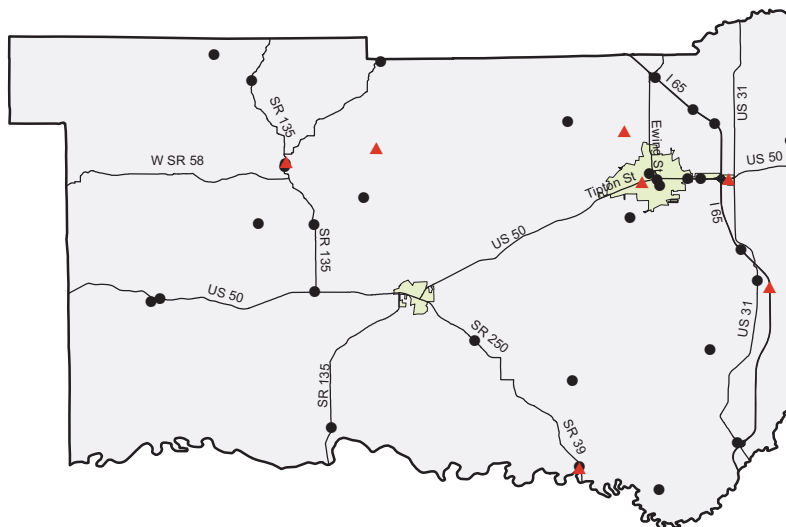 I 65
US 31
SR 135
Ewing St
W SR 58
US 50
Tipton St
I 65
US 50
SR 135
US 50
US 31
SR 250
SR 135
SR 39